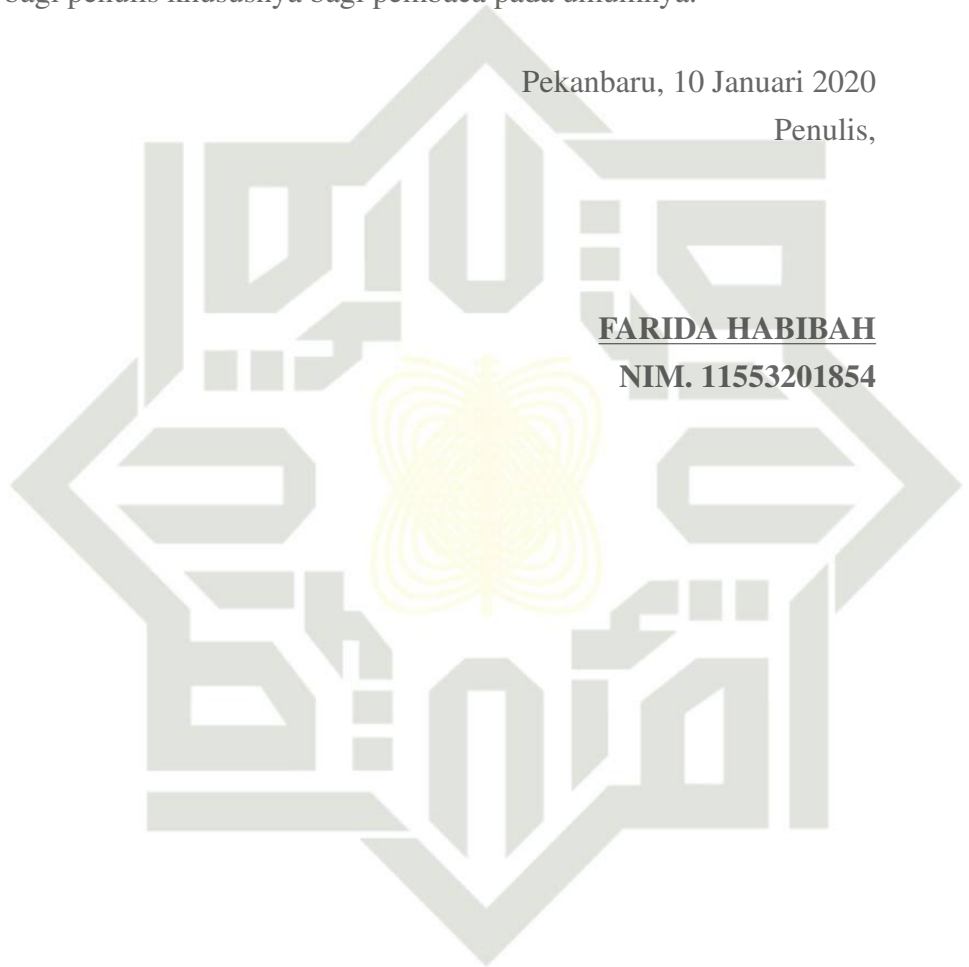 bagi penulis khususnya bagi pembaca pada umumnya.
Pekanbaru, 10 Januari 2020
Penulis,
FARIDA HABIBAH
NIM. 11553201854